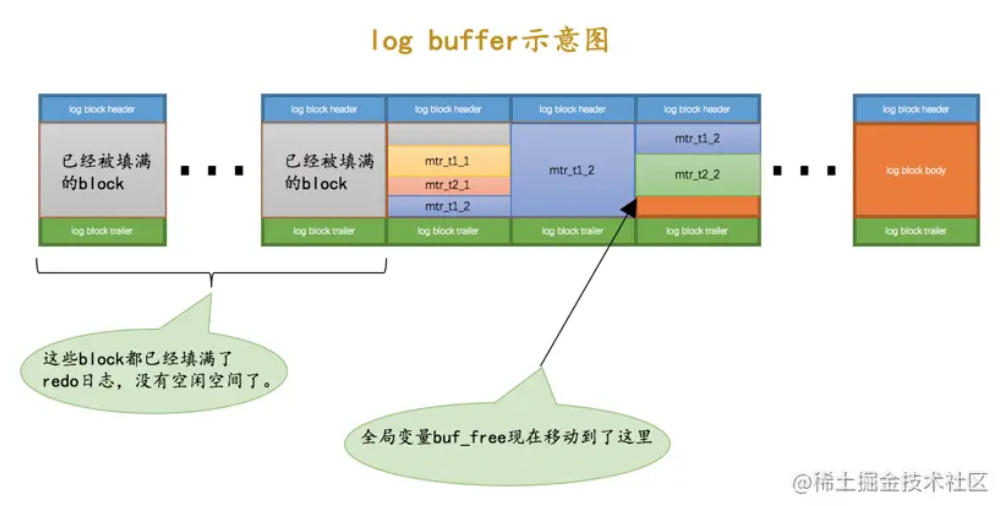 log buffer示意图
log block header
log block header
log block header
log block header
log block header
log block header
已经被填满
的block
已经被填满
的block
mtr_t1_1
mtr_t2_1
mtr_t1_2
mtr_t1_2
mtr_t1_2
mtr_t2_2
log block body
log block trailer
log block trailer
log block trailer
log block trailer
log block trailer
log block trailer
这些block都已经填满了
redo日志，没有空闲空间了。
全局变量buf_free现在移动到了这里
@稀土掘金技术社区